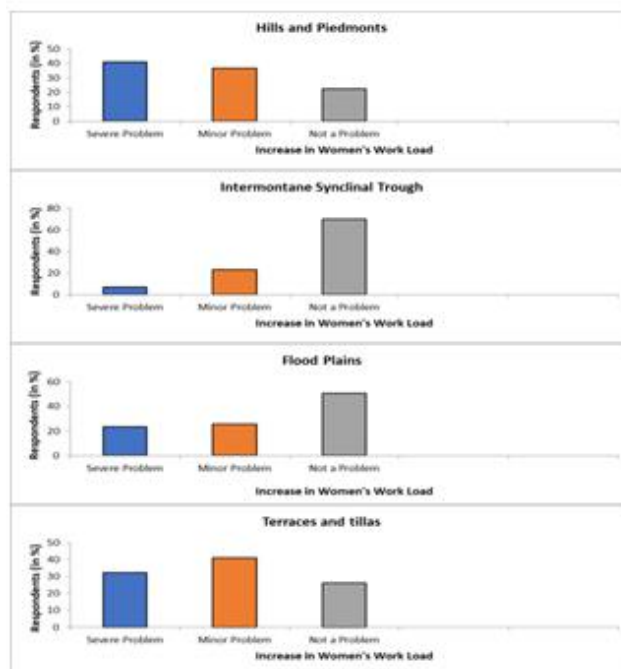 Hills and Piedmonts
Respondents (in %)
50
40
30
20
10
0
Severe Problem Minor Problem Not a Problem
Increase in Women's Work Load
Intermontane Synclinal Trough
Respondents (in %)
80
60
40
20
0
Severe Problem Minor Problem Not a Problem
Increase in Women's Work Load
Flood Plains
Respondents (in %)
60
40
20
0
Severe Problem Minor Problem Not a Problem
Increase in Women's Work Load
Terraces and tillas
Respondents (in %)
50
40
30
20
10
0
Severe Problem Minor Problem Not a Problem
Increase in Women's Work Load